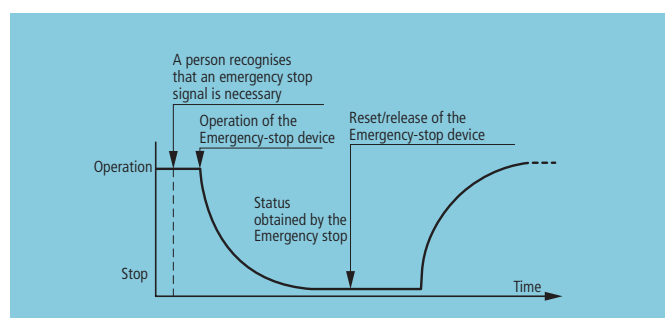 A person recognises
that an emergency stop
signal is necessary
Operation of the
Emergency-stop device
Reset/release of the
Emergency-stop device
Operation
Status
obtained by the
Emergency stop
Stop
Time